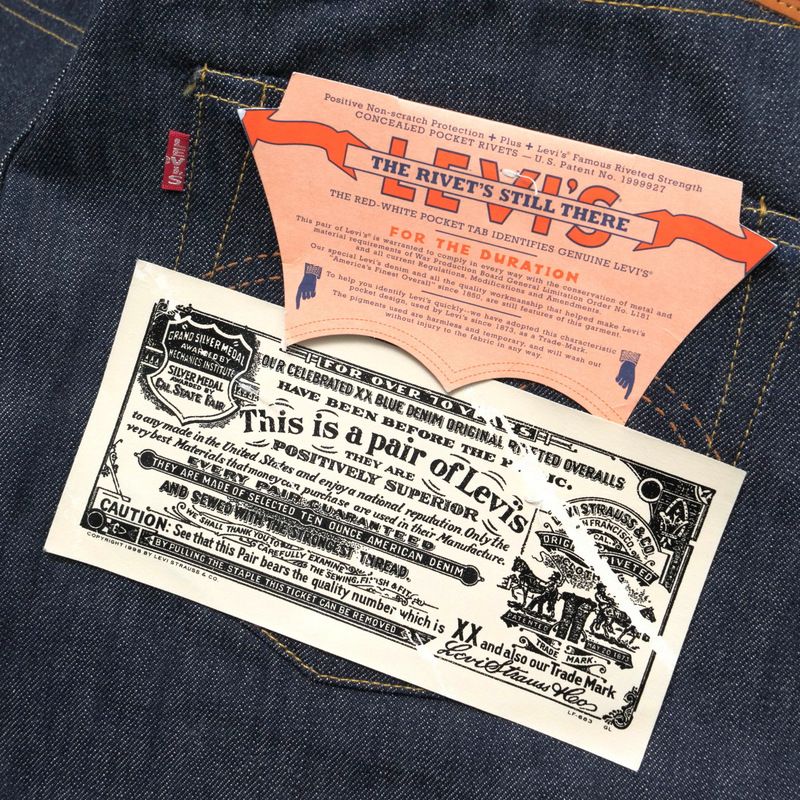 LEVI'S
Positive Non-scratch Protection + Plus + Levi's® Famous Riveted Strength
CONCEALED POCKET RIVETS — U.S. Patent No. 1999927
LEVI'S
THE RIVET'S STILL THERE
THE RED-WHITE POCKET TAB IDENTIFIES GENUINE LEVI'S®
FOR THE DURATION
This pair of Levi's® is warranted to comply in every way with the conservation of metal and
material requirements of War Production Board General Limitation Order No. L181
and all current Regulations, Modifications, and Amendments.
Our special Levi's denim and all the quality workmanship that helped make Levi's
"America's Finest Overall" since 1850, are still features of this garment.
To help you identify Levi's quickly—we have adopted this characteristic
pocket design, used by Levi's since 1873, as a Trade-Mark.
The pigments used are harmless and temporary, and will wash out
without injury to the fabric in any way.
GRAND SILVER MEDAL
AWARDED BY
MECHANICS INSTITUTE
SILVER MEDAL
AWARDED BY
CAL. STATE FAIR
FOR OVER 70 YEARS
OUR CELEBRATED XX BLUE DENIM ORIGINAL OVERALLS
HAVE BEEN BEFORE THE
This is a pair of Levi's
THEY ARE
POSITIVELY SUPERIOR
to any made in the United States and enjoy a national reputation. Only the
very best Materials that money can purchase are used in their Manufacture.
EVERY PAIR GUARANTEED
THEY ARE MADE OF SELECTED TEN OUNCE AMERICAN DENIM
AND SEWED WITH THE STRONGEST THREAD.
WE SHALL THANK YOU TO CAREFULLY EXAMINE
THE SEWING, FINISH & FIT
CAUTION: See that this Pair bears the quality number which is XX and also our Trade Mark
COPYRIGHT BY LEVI STRAUSS & CO.
BY PULLING THE STAPLE THIS TICKET CAN BE REMOVED
Levi Strauss & Co
STRAUSS & CO.
SAN FRANCISCO
ORIGINAL RIVETED
PATENTED MAY 20 1873
TRADE MARK
LF-683 GL